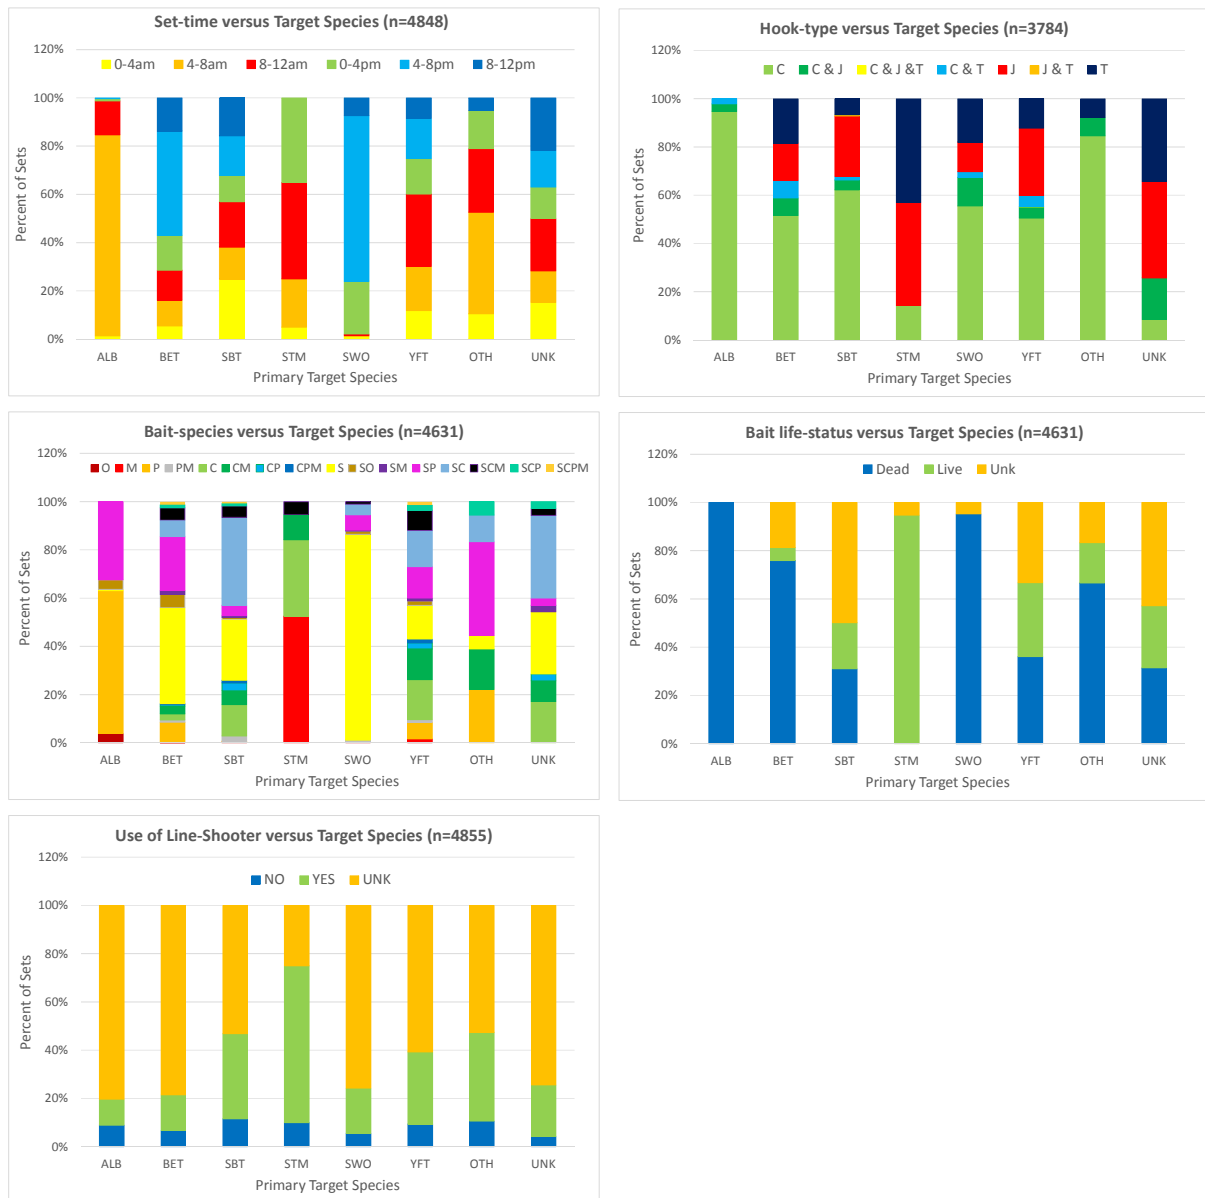 Set-time versus Target Species (n=4848)
120%
0-4am 4-8am 8-12am 0-4pm 4-8pm 8-12pm
100%
80%
60%
40%
20%
0%
Percent of Sets
ALB BET SBT STM SWO YFT OTH UNK
Primary Target Species
Hook-type versus Target Species (n=3784)
120%
C C & J C & J &T C & T J J & T T
100%
80%
60%
40%
20%
0%
Percent of Sets
ALB BET SBT STM SWO YFT OTH UNK
Primary Target Species
Bait-species versus Target Species (n=4631)
120%
O M P PM C CM CP CPM S SO SM SP SC SCM SCP SCPM
100%
80%
60%
40%
20%
0%
Percent of Sets
ALB BET SBT STM SWO YFT OTH UNK
Primary Target Species
Bait life-status versus Target Species (n=4631)
120%
Dead Live Unk
100%
80%
60%
40%
20%
0%
Percent of Sets
ALB BET SBT STM SWO YFT OTH UNK
Primary Target Species
Use of Line-Shooter versus Target Species (n=4855)
120%
NO YES UNK
100%
80%
60%
40%
20%
0%
Percent of Sets
ALB BET SBT STM SWO YFT OTH UNK
Primary Target Species